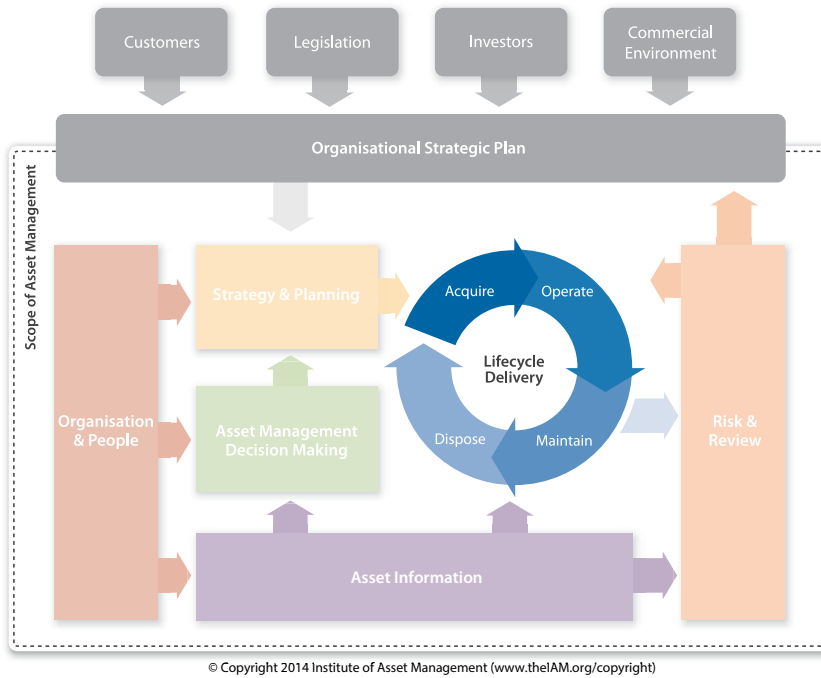 Customers
Legislation
Investors
Commercial
Environment
Organisational Strategic Plan
Scope of Asset Management
Strategy & Planning
Acquire
Operate
Lifecycle
Delivery
Organisation
& People
Asset Management
Decision Making
Dispose
Maintain
Risk &
Review
Asset Information
© Copyright 2014 Institute of Asset Management (www.theIAM.org/copyright)